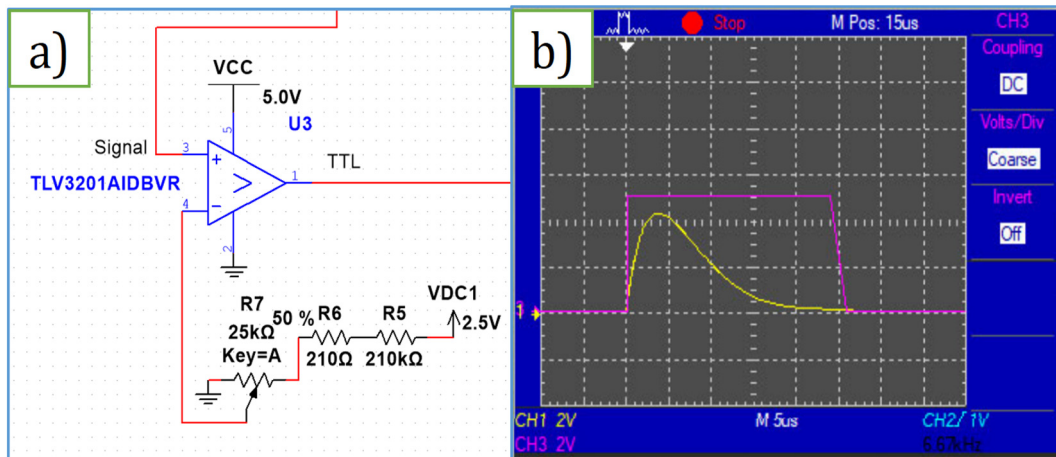 a)
VCC
5.0V
U3
5
Signal
3
+
TLV3201AIDBVR
1
TTL
4
-
2
R7
25kΩ
50 %
Key=A
R6
210Ω
R5
210kΩ
VDC1
2.5V
b)
Stop
M Pos: 15us
CH3
Coupling
DC
Volts/Div
Coarse
Invert
Off
1
CH1 2V
M 5us
CH2/ 1V
CH3 2V
6.67kHz